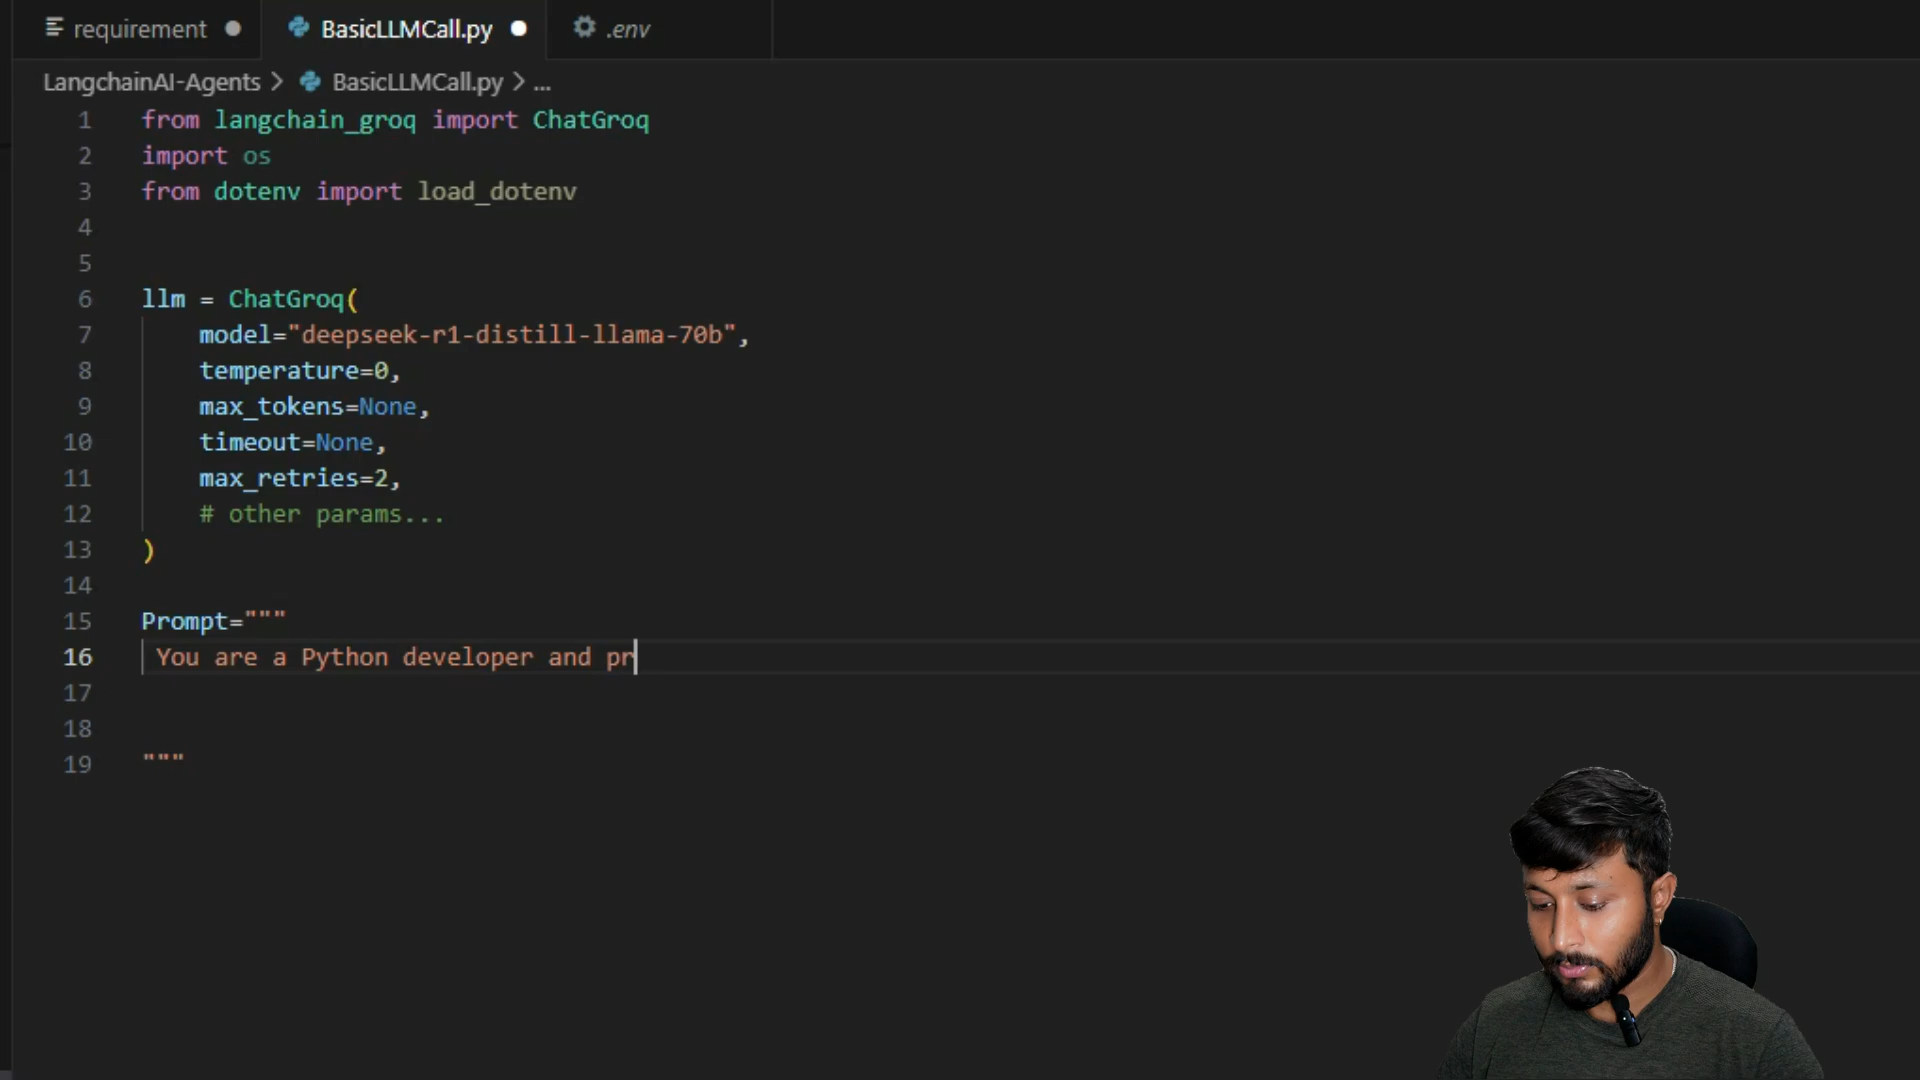 requirement
BasicLLMCall.py
.env
LangchainAI-Agents > BasicLLMCall.py > ...
1 from langchain_groq import ChatGroq
2 import os
3 from dotenv import load_dotenv
4
5
6 llm = ChatGroq(
7 model="deepseek-r1-distill-llama-70b",
8 temperature=0,
9 max_tokens=None,
10 timeout=None,
11 max_retries=2,
12 # other params...
13 )
14
15 Prompt="""
16 You are a Python developer and pr
17
18
19 """